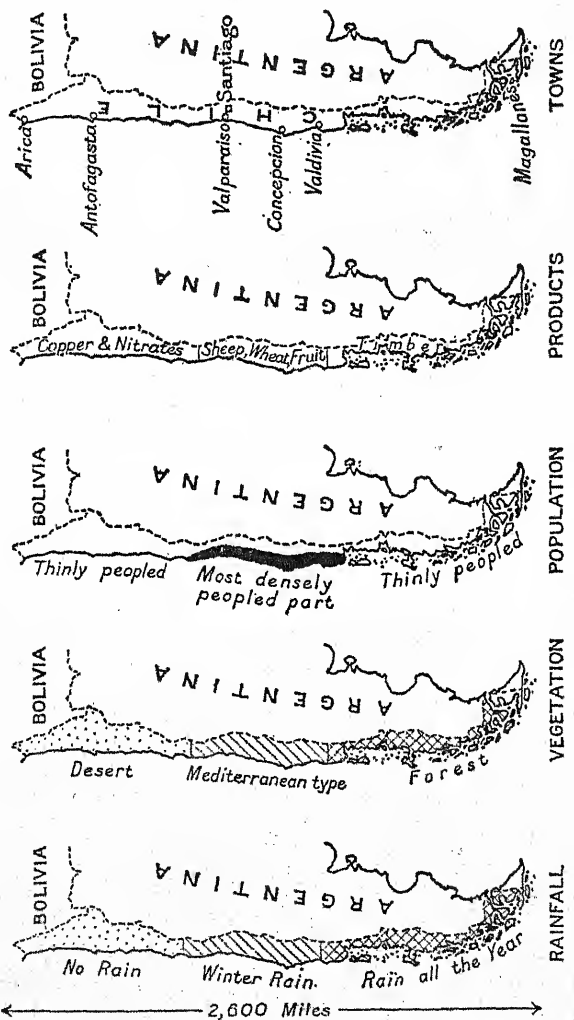 BOLIVIA
ARGENTINA
CHILE
Arica
Antofagasta
Valparaiso
Santiago
Concepcion
Valdivia
Magallanes
TOWNS
BOLIVIA
ARGENTINA
Copper & Nitrates
Sheep, Wheat, Fruit
Timber
PRODUCTS
BOLIVIA
ARGENTINA
Thinly peopled
Most densely
peopled part
Thinly peopled
POPULATION
BOLIVIA
ARGENTINA
Desert
Mediterranean type
Forest
VEGETATION
BOLIVIA
ARGENTINA
No Rain
Winter Rain.
Rain all the Year
RAINFALL
2,600 Miles